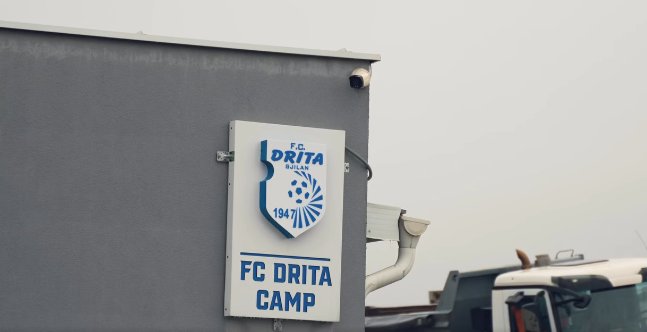 F.C.
DRITA
GJILAN
1947
FC DRITA
CAMP